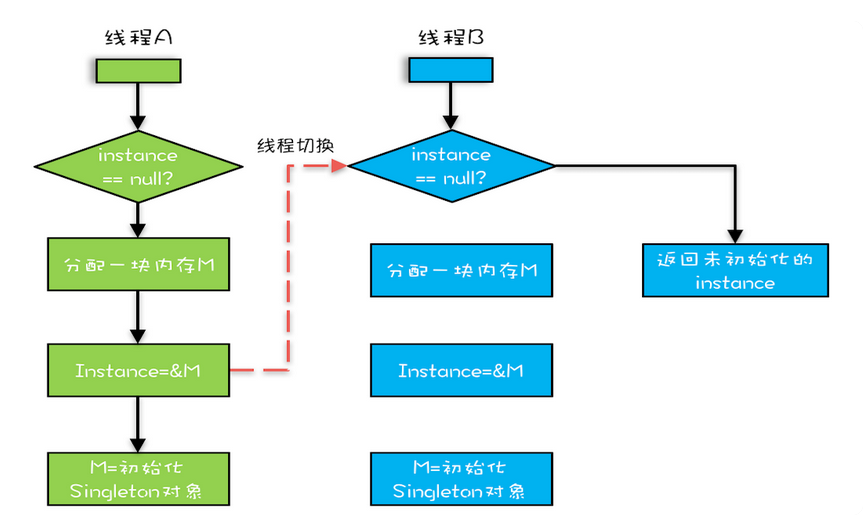 线程A
线程B
线程切换
instance
== null?
instance
== null?
分配一块内存M
分配一块内存M
返回未初始化的
instance
Instance=&M
Instance=&M
M=初始化
Singleton对象
M=初始化
Singleton对象